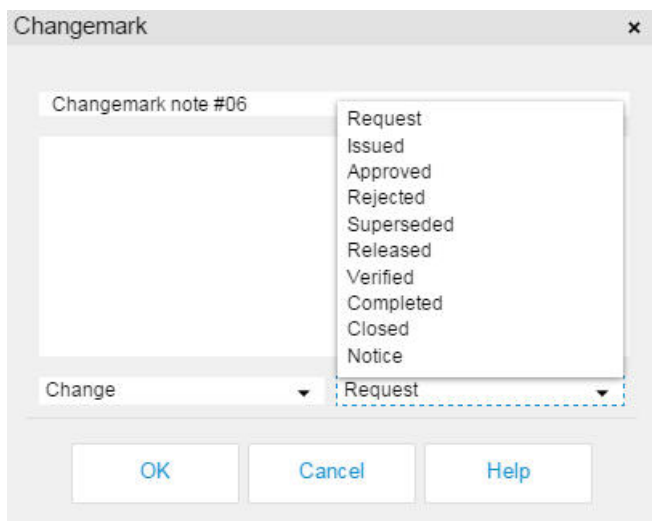 Changemark
Changemark note #06
Request
Issued
Approved
Rejected
Superseded
Released
Verified
Completed
Closed
Notice
Change
Request
OK
Cancel
Help